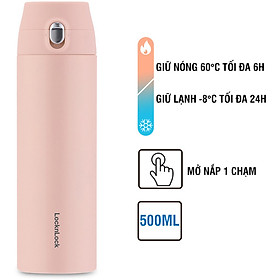 GIỮ NÓNG 60°C TỐI ĐA 6H
GIỮ LẠNH -8°C TỐI ĐA 24H
MỞ NẮP 1 CHẠM
500ML
LocknLock